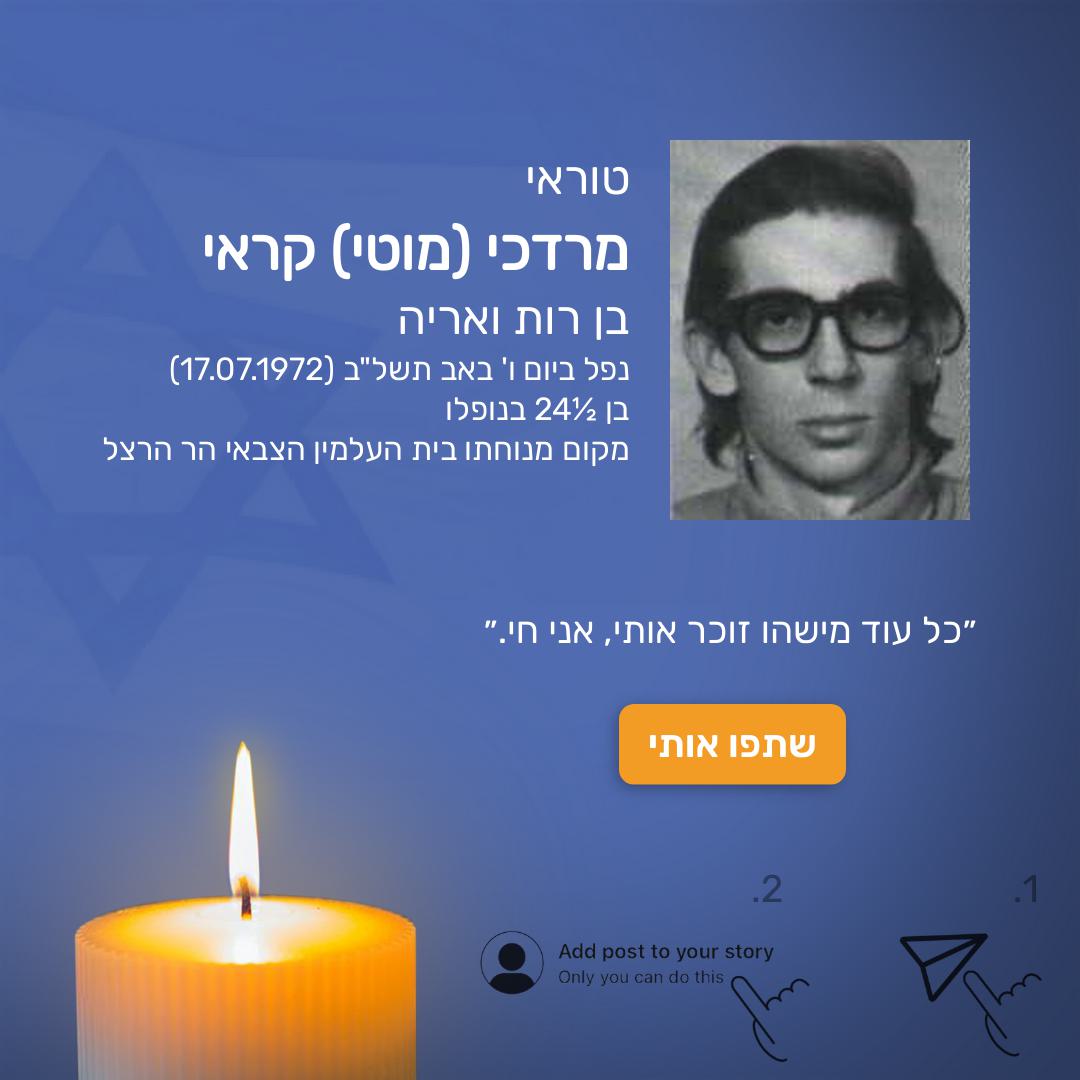 טוראי
מרדכי (מוטי) קראי
בן רות ואריה
נפל ביום ו' באב תשל"ב (17.07.1972)
בן 24½ בנופלו
מקום מנוחתו בית העלמין הצבאי הר הרצל
״כל עוד מישהו זוכר אותי, אני חי.״
שתפו אותי
1.
2.
Add post to your story
Only you can do this